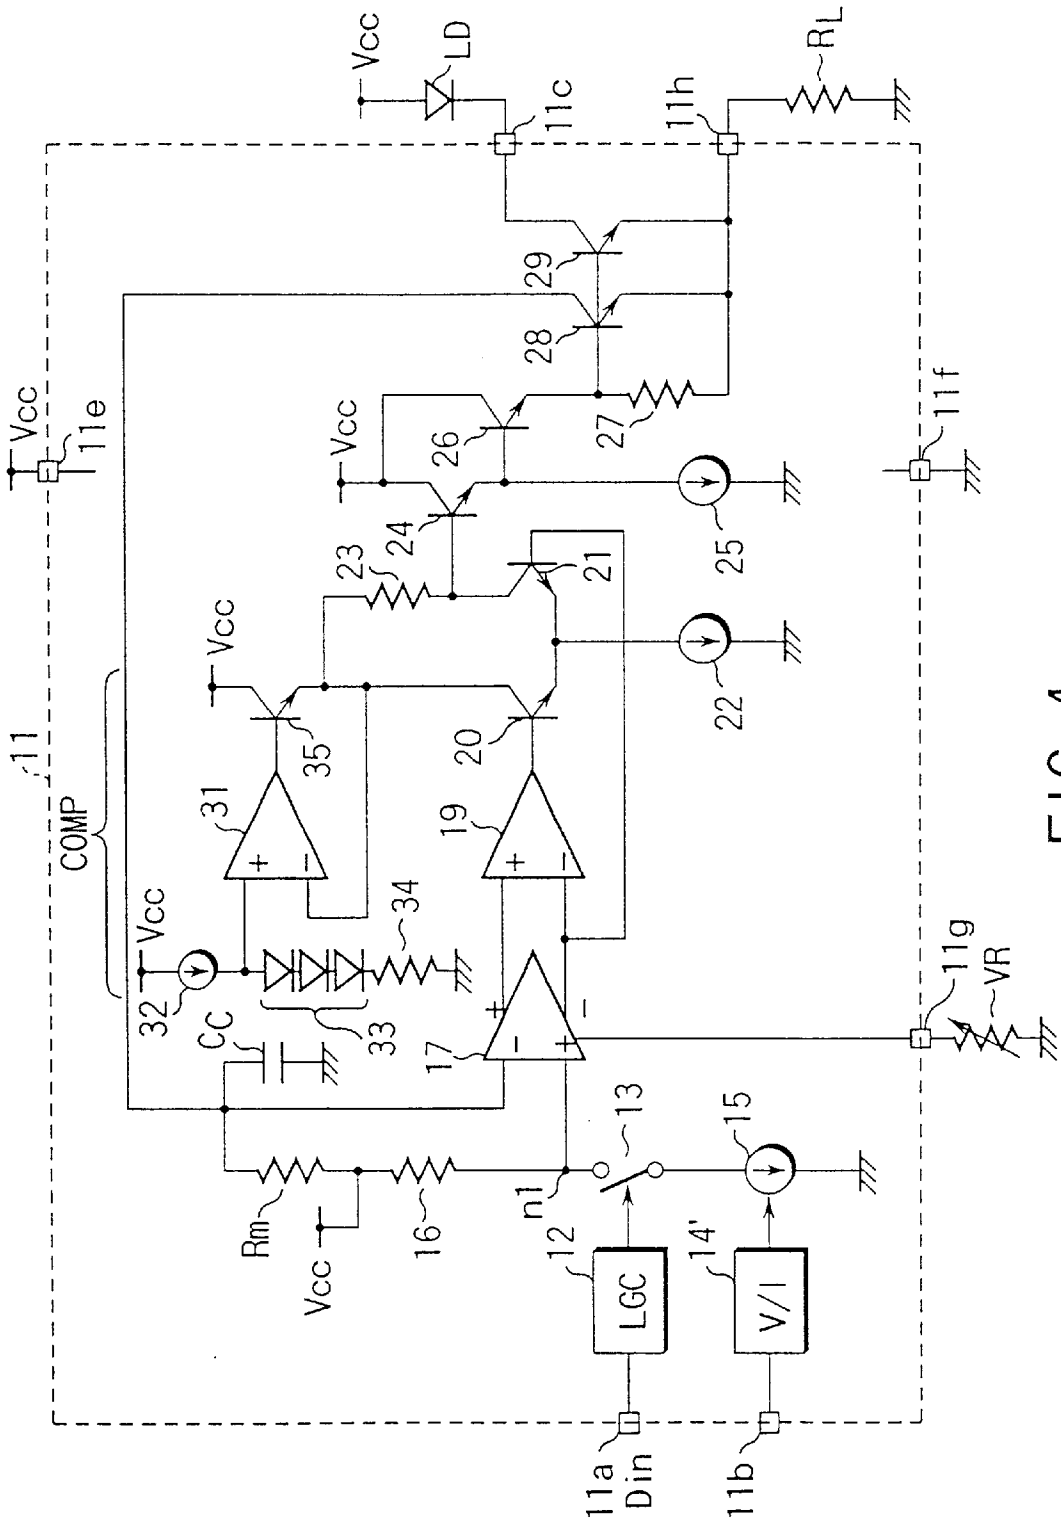 11
Vcc
11e
COMP
Vcc
32
CC
33
34
31
Vcc
35
Rm
Vcc
16
n1
17
+
−
+
−
+
−
+
−
19
20
23
24
Vcc
26
21
22
25
27
28
29
Vcc
LD
11c
11h
RL
11f
11g
VR
13
15
12
LGC
14'
V/I
11a
Din
11b
FIG. 4